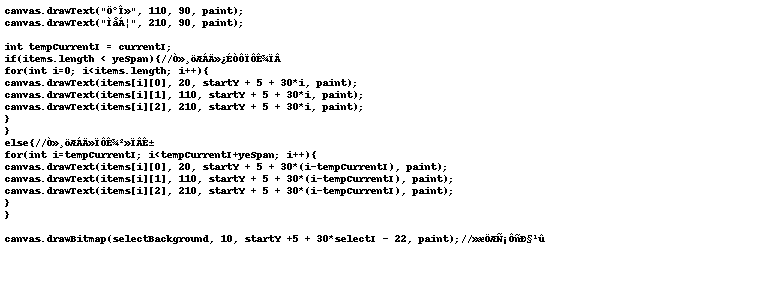 canvas.drawText("Ö°Î»", 110, 90, paint);
canvas.drawText("ÌåÁ¦", 210, 90, paint);
int tempCurrentI = currentI;
if(items.length < yeSpan){//Ò»¸öÆÁÄ»¿ÉÒÔÏÔÊ¾ÏÂ
for(int i=0; i<items.length; i++){
canvas.drawText(items[i][0], 20, startY + 5 + 30*i, paint);
canvas.drawText(items[i][1], 110, startY + 5 + 30*i, paint);
canvas.drawText(items[i][2], 210, startY + 5 + 30*i, paint);
}
}
else{//Ò»¸öÆÁÄ»ÏÔÊ¾²»ÏÂÊ±
for(int i=tempCurrentI; i<tempCurrentI+yeSpan; i++){
canvas.drawText(items[i][0], 20, startY + 5 + 30*(i-tempCurrentI), paint);
canvas.drawText(items[i][1], 110, startY + 5 + 30*(i-tempCurrentI), paint);
canvas.drawText(items[i][2], 210, startY + 5 + 30*(i-tempCurrentI), paint);
}
}
canvas.drawBitmap(selectBackground, 10, startY +5 + 30*selectI - 22, paint);//»æÖÆÑ¡ÔñÐ§¹û